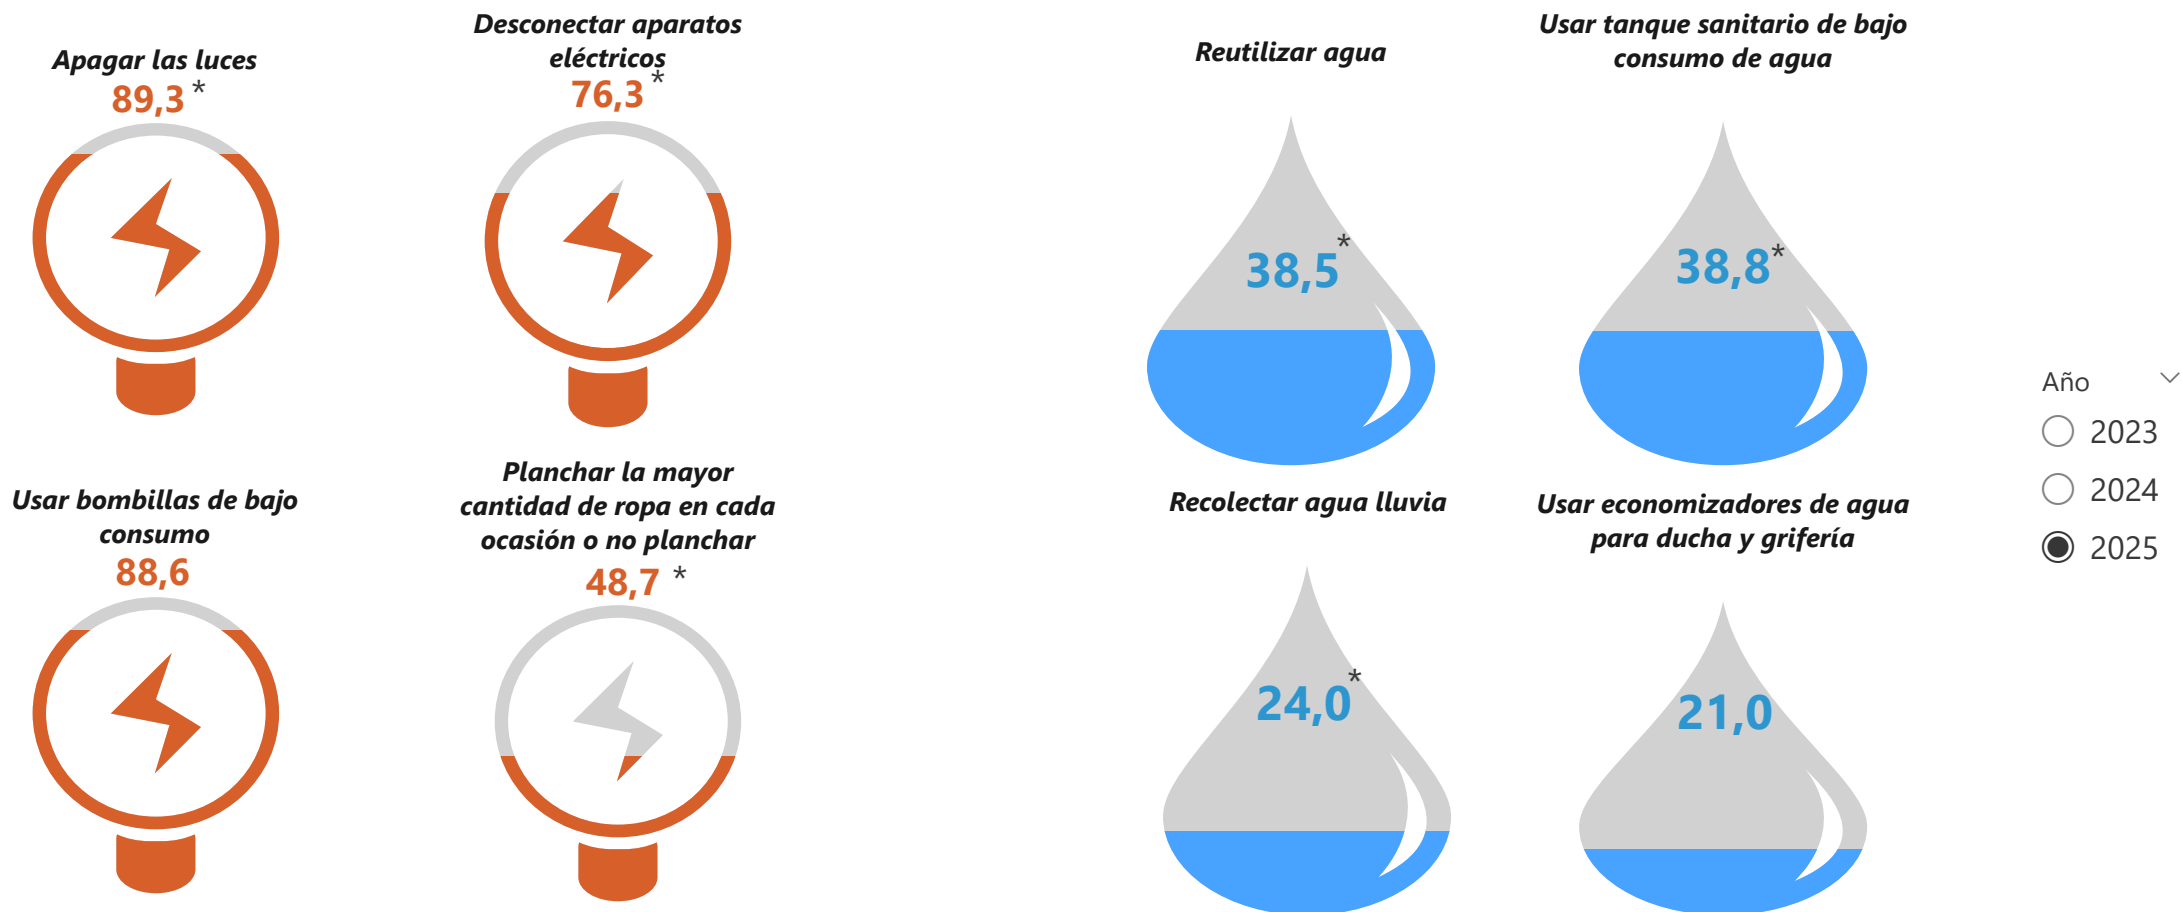 Apagar las luces
89,3 *
Desconectar aparatos
eléctricos
76,3 *
Usar bombillas de bajo
consumo
88,6
Planchar la mayor
cantidad de ropa en cada
ocasión o no planchar
48,7 *
Reutilizar agua
38,5 *
Usar tanque sanitario de bajo
consumo de agua
38,8 *
Recolectar agua lluvia
24,0 *
Usar economizadores de agua
para ducha y grifería
21,0
Año
2023
2024
2025